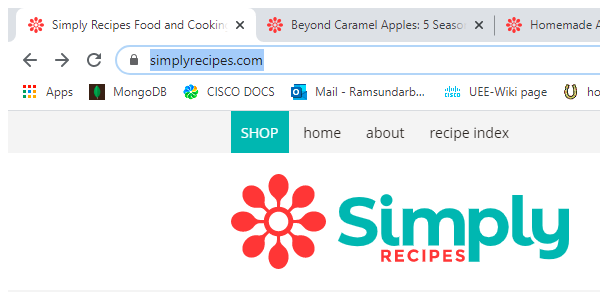 Simply Recipes Food and Cooking
Beyond Caramel Apples: 5 Seaso
Homemade A
simplyrecipes.com
Apps MongoDB CISCO DOCS Mail - Ramsundarb... cisco UEE-Wiki page ho
SHOP home about recipe index
Simply
RECIPES